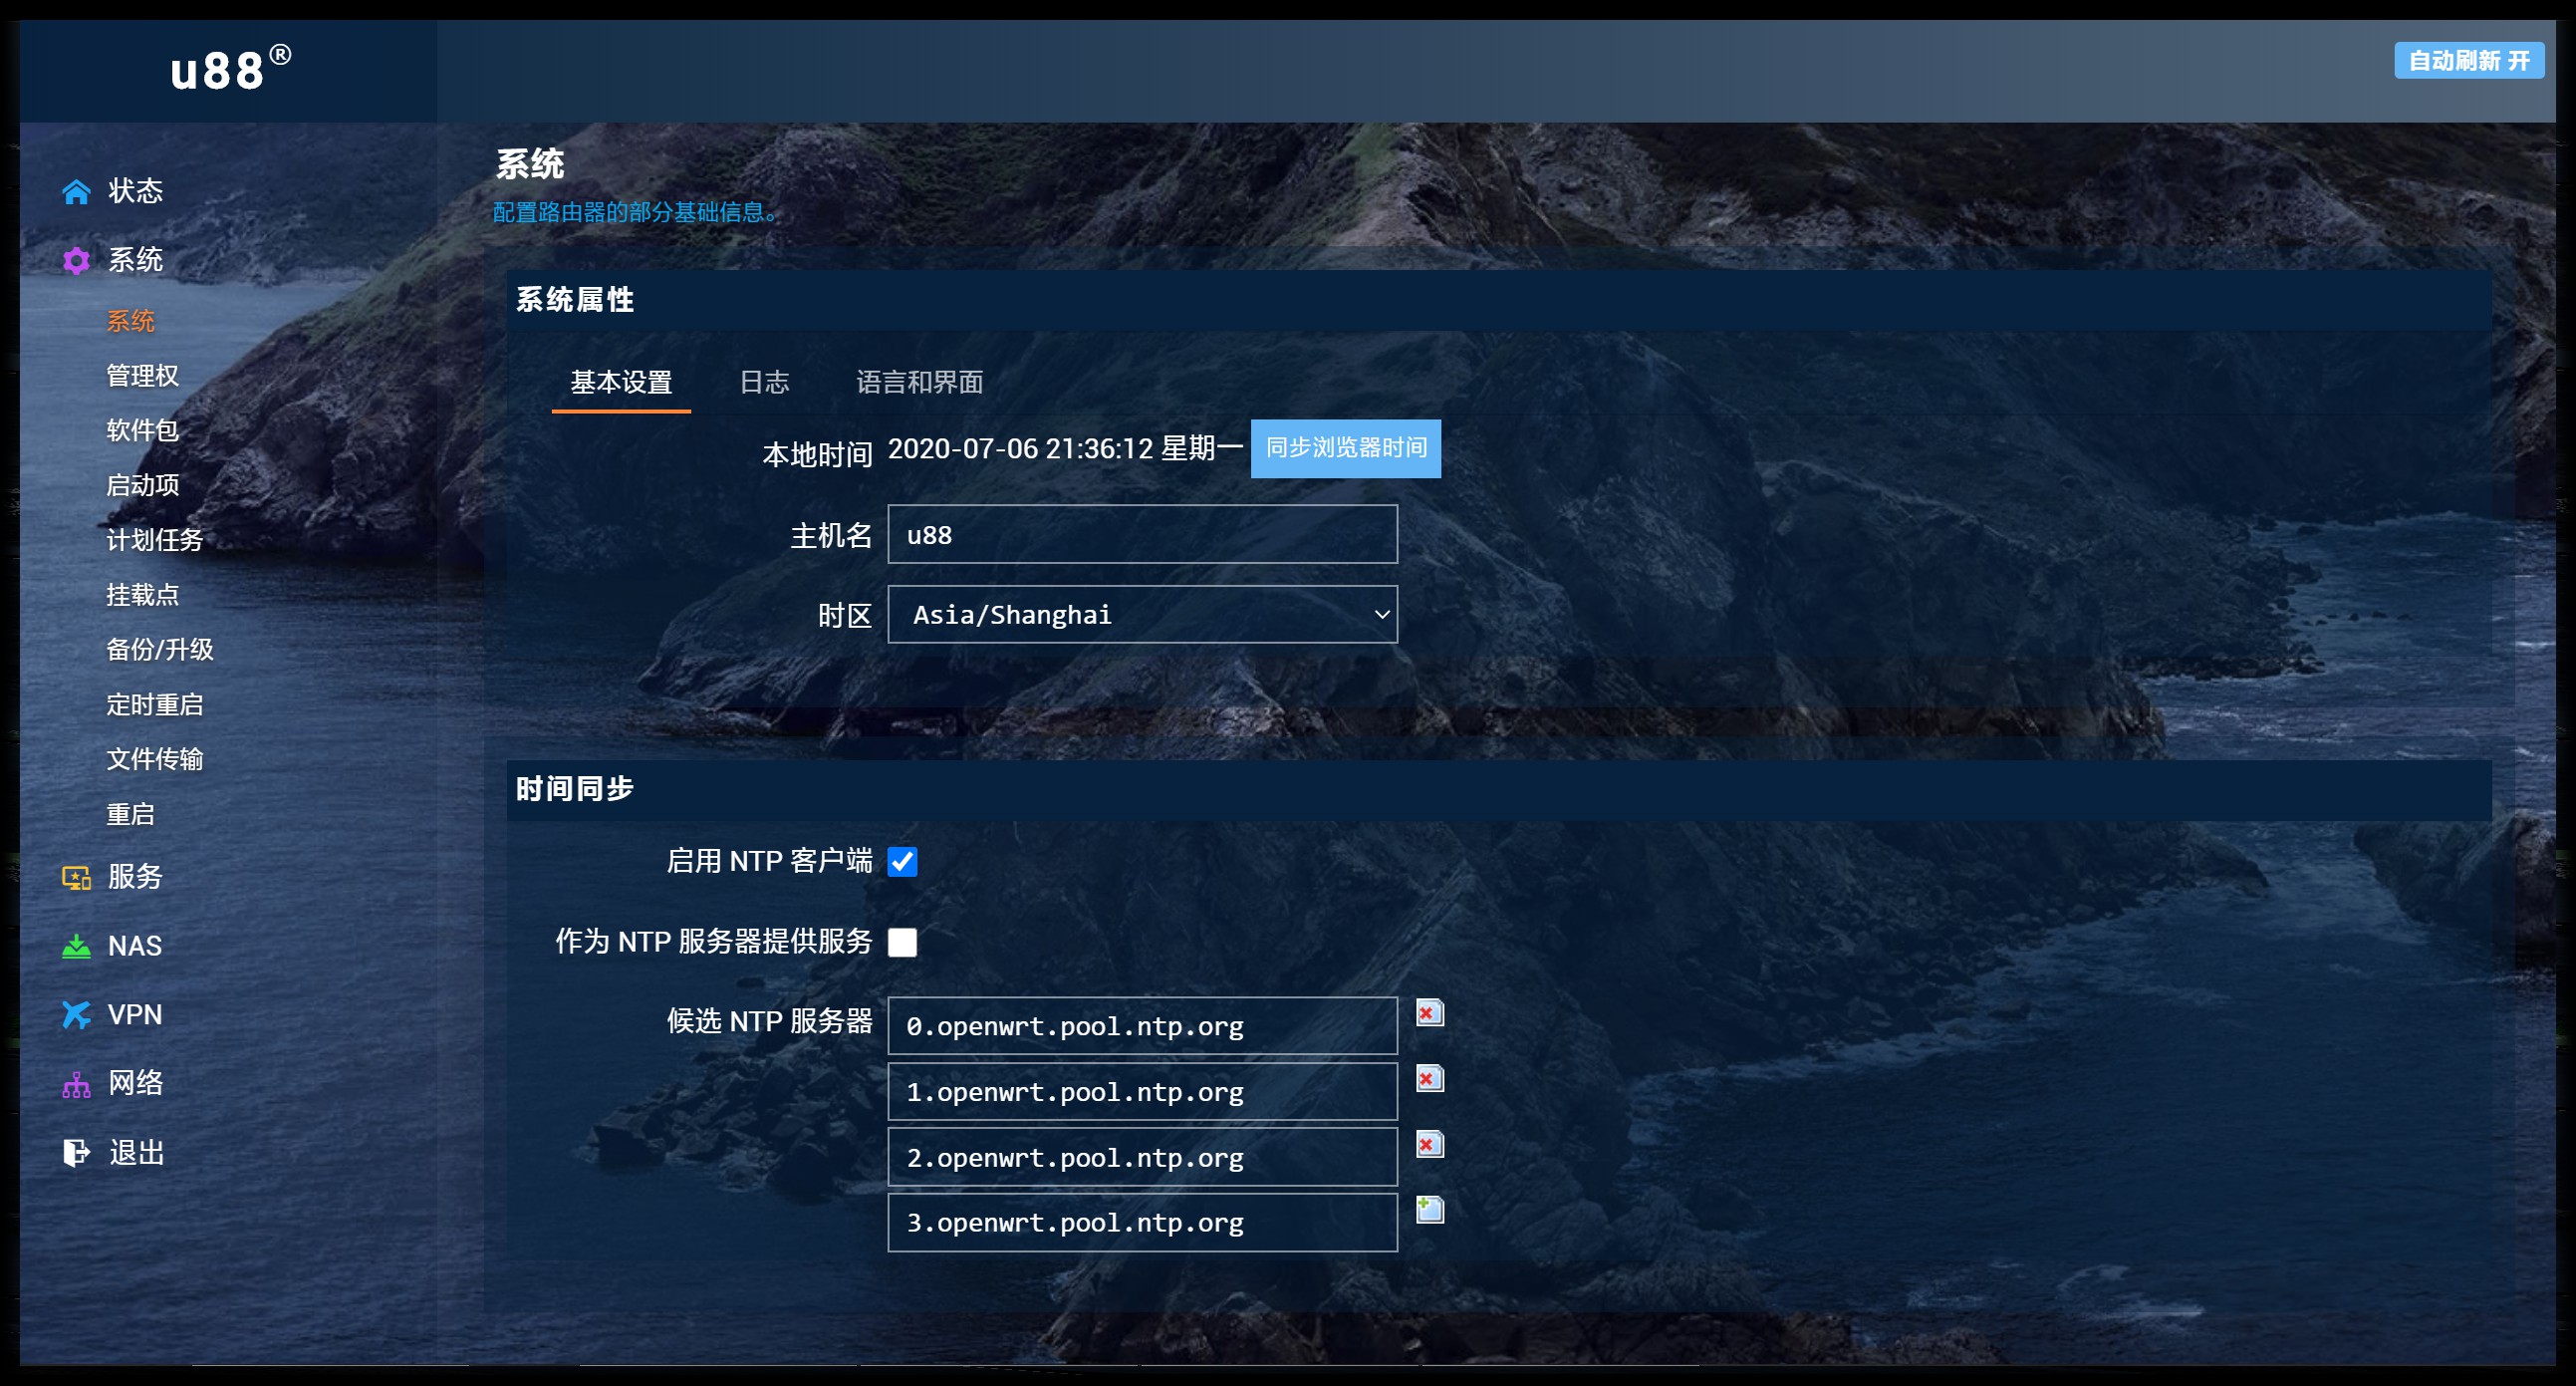 u88®
自动刷新 开
状态
系统
系统
管理权
软件包
启动项
计划任务
挂载点
备份/升级
定时重启
文件传输
重启
服务
NAS
VPN
网络
退出
系统
配置路由器的部分基础信息。
系统属性
基本设置 日志 语言和界面
本地时间 2020-07-06 21:36:12 星期一 同步浏览器时间
主机名 u88
时区 Asia/Shanghai
时间同步
启用 NTP 客户端
作为 NTP 服务器提供服务
候选 NTP 服务器 0.openwrt.pool.ntp.org
1.openwrt.pool.ntp.org
2.openwrt.pool.ntp.org
3.openwrt.pool.ntp.org